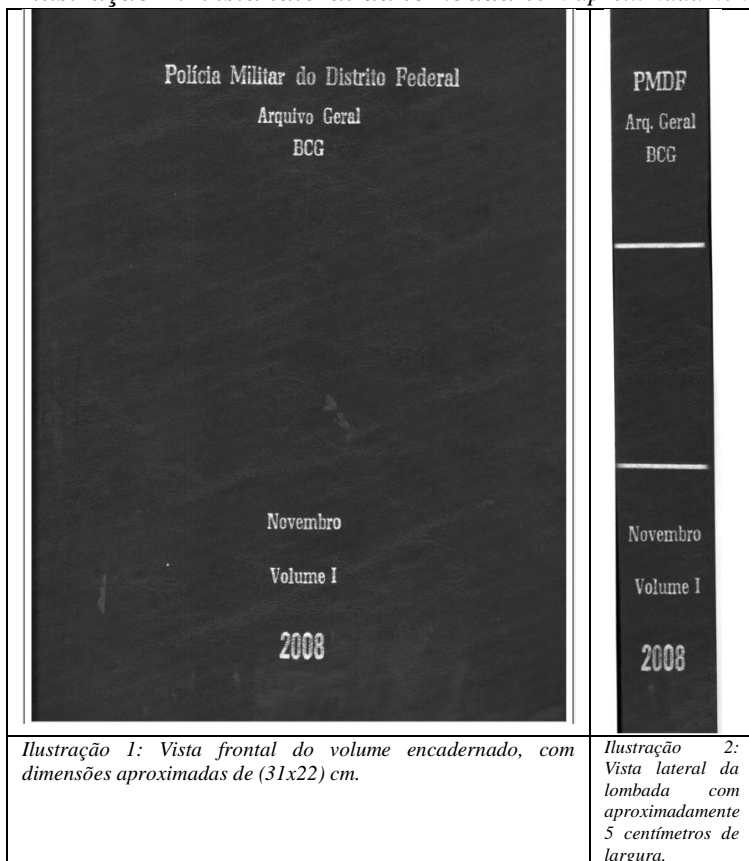 Polícia Militar do Distrito Federal
Arquivo Geral
BCG
Novembro
Volume I
2008
PMDF
Arq. Geral
BCG
Novembro
Volume I
2008
Ilustração 1: Vista frontal do volume encadernado, com
dimensões aproximadas de (31x22) cm.
Ilustração 2:
Vista lateral da
lombada com
aproximadamente
5 centímetros de
largura.